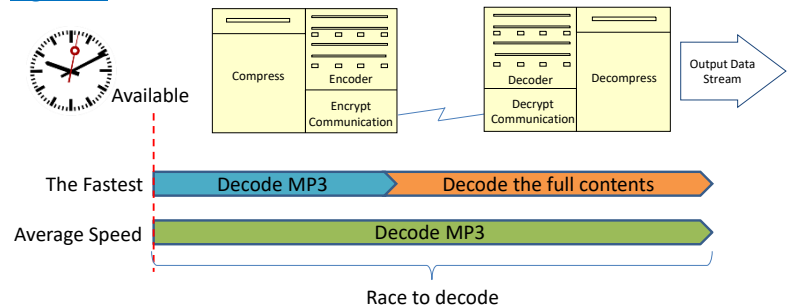 Available
Compress
Encoder
Encrypt
Communication
Decoder
Decrypt
Communication
Decompress
Output Data
Stream
The Fastest
Decode MP3
Decode the full contents
Average Speed
Decode MP3
Race to decode